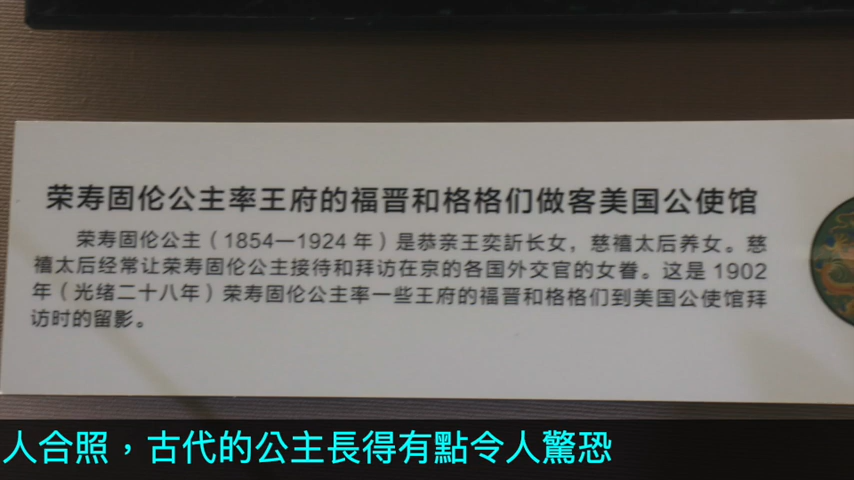 荣寿固伦公主率王府的福晋和格格们做客美国公使馆
荣寿固伦公主（1854—1924 年）是恭亲王奕訢长女，慈禧太后养女。慈
禧太后经常让荣寿固伦公主接待和拜访在京的各国外交官的女眷。这是 1902
年（光绪二十八年）荣寿固伦公主率一些王府的福晋和格格们到美国公使馆拜
访时的留影。
人合照，古代的公主長得有點令人驚恐